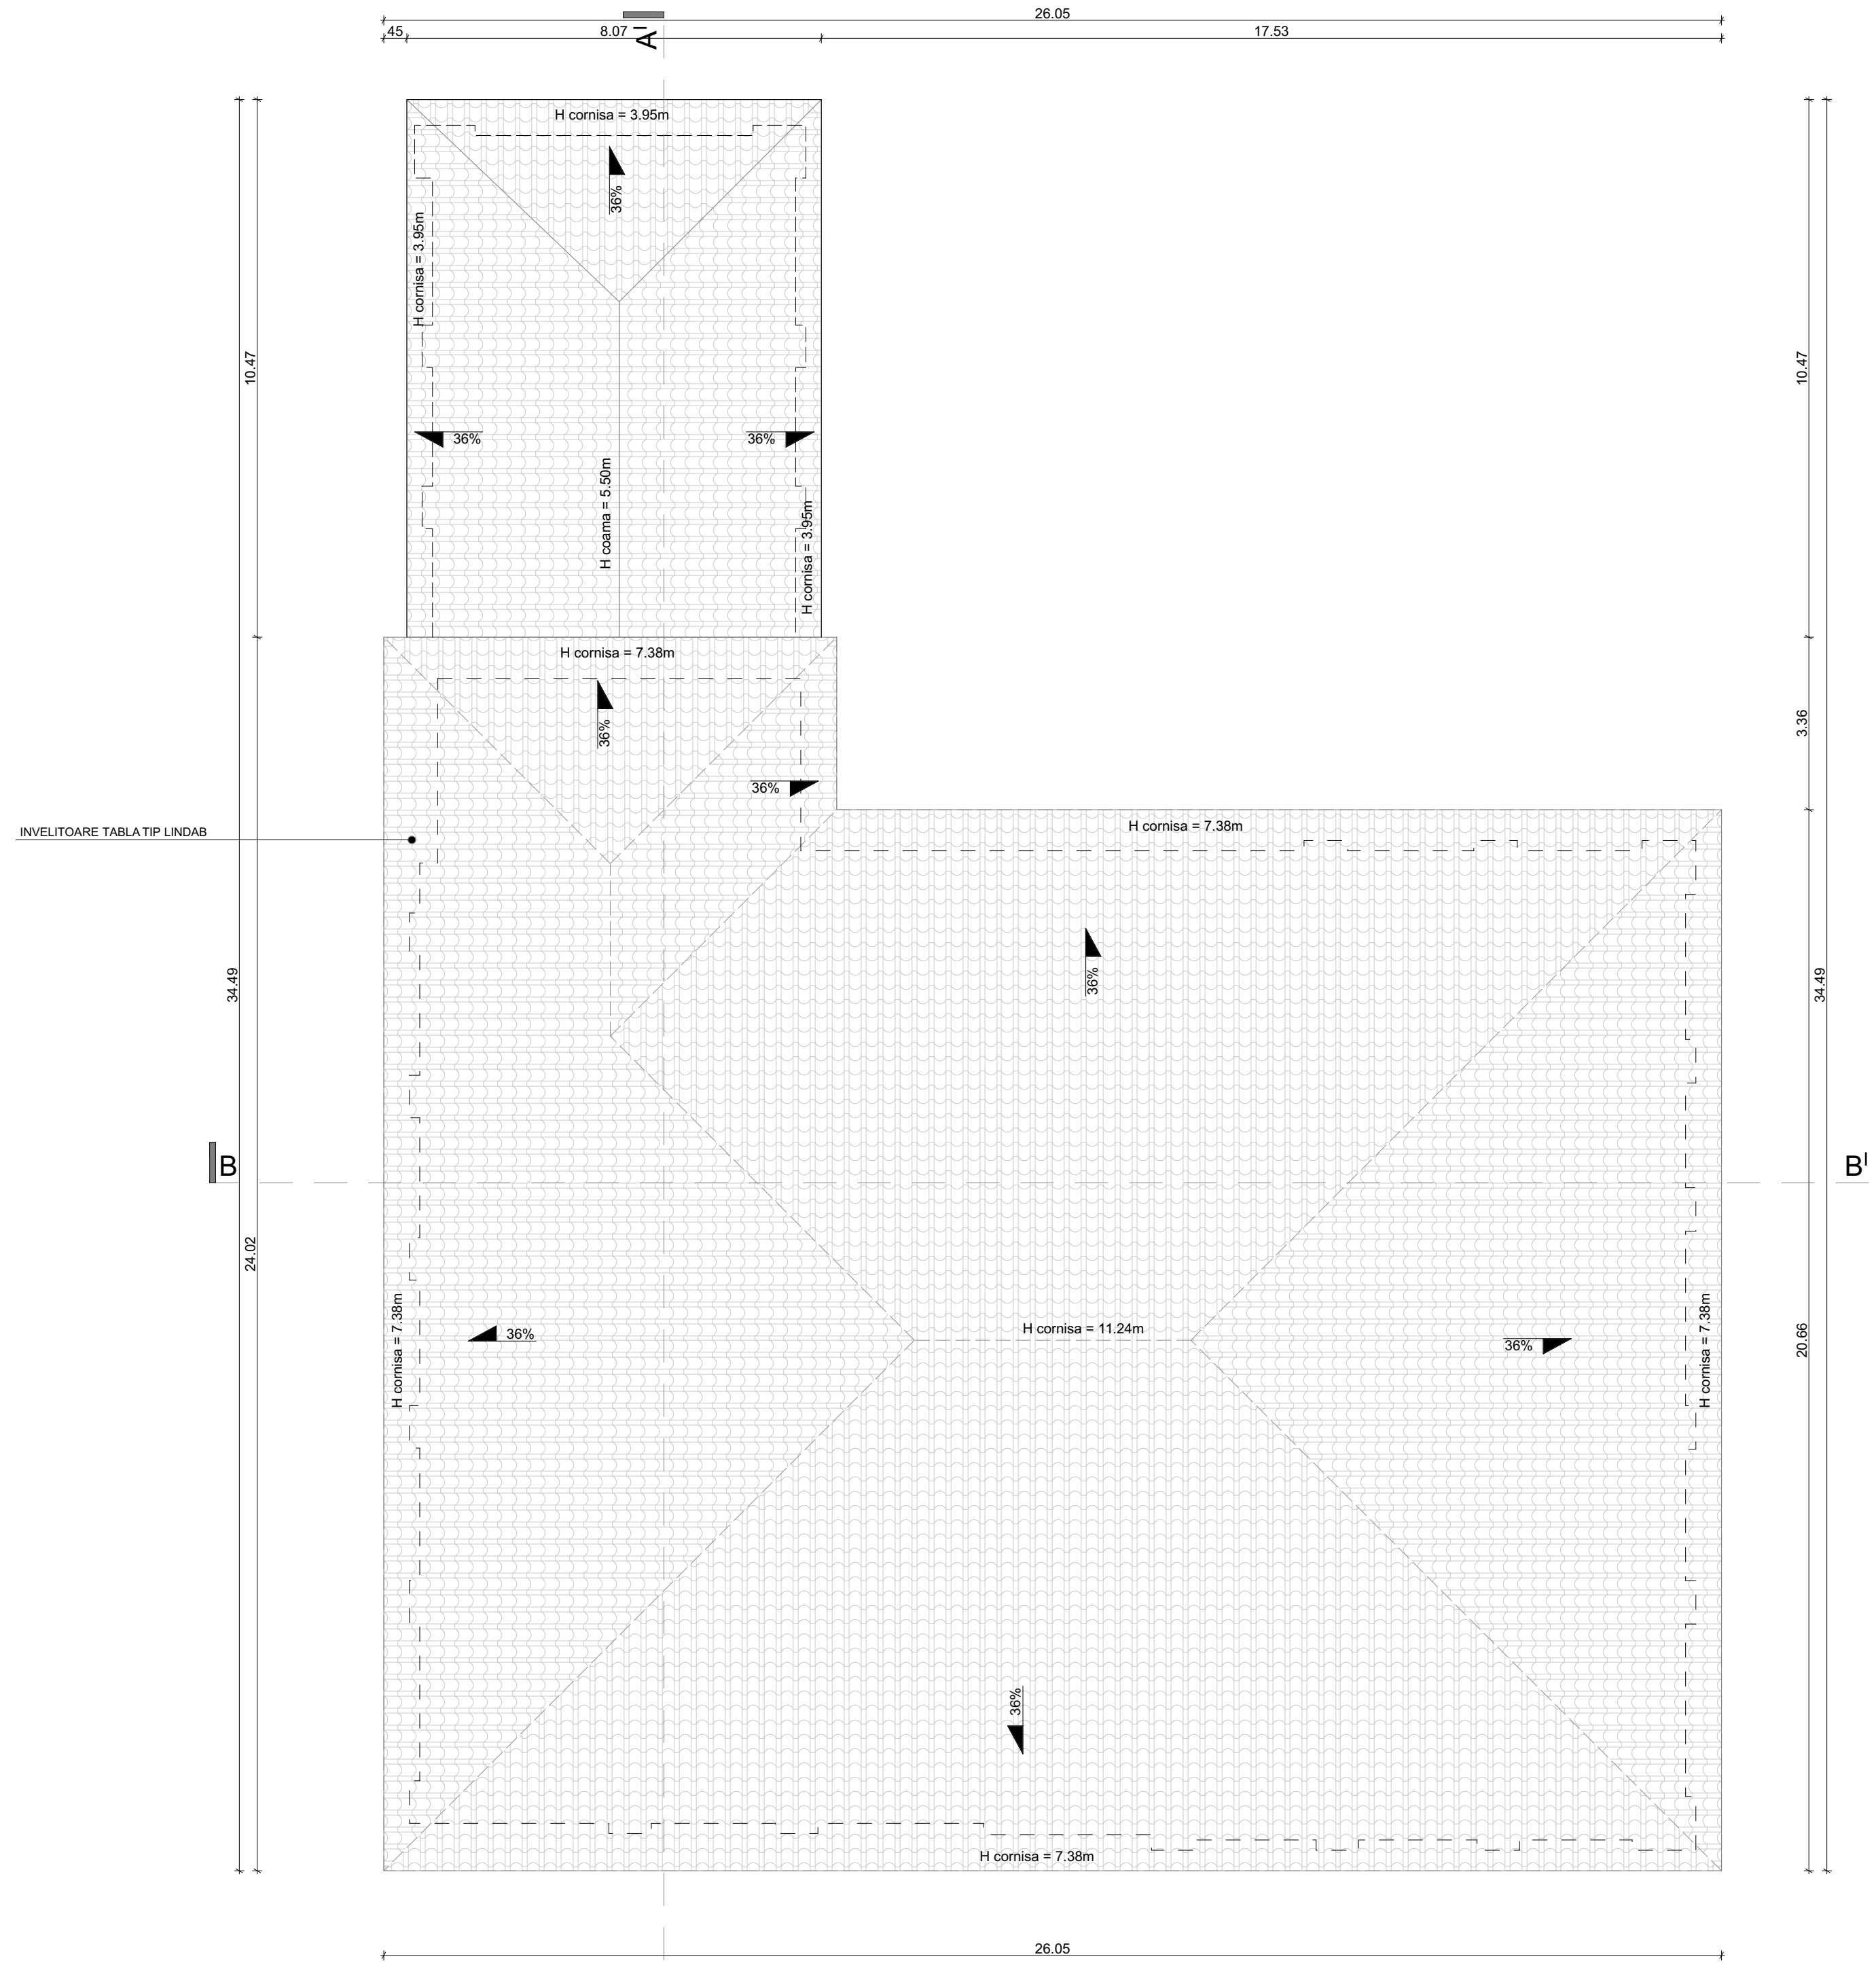 26.05
45
8.07
17.53
A'
H cornisa = 3.95m
36%
H cornisa = 3.95m
10.47
10.47
36%
36%
H coama = 5.50m
H cornisa = 3.95m
H cornisa = 7.38m
36%
3.36
36%
INVELITOARE TABLA TIP LINDAB
H cornisa = 7.38m
36%
34.49
34.49
B
B'
24.02
H cornisa = 7.38m
36%
H cornisa = 11.24m
36%
H cornisa = 7.38m
20.66
36%
H cornisa = 7.38m
26.05